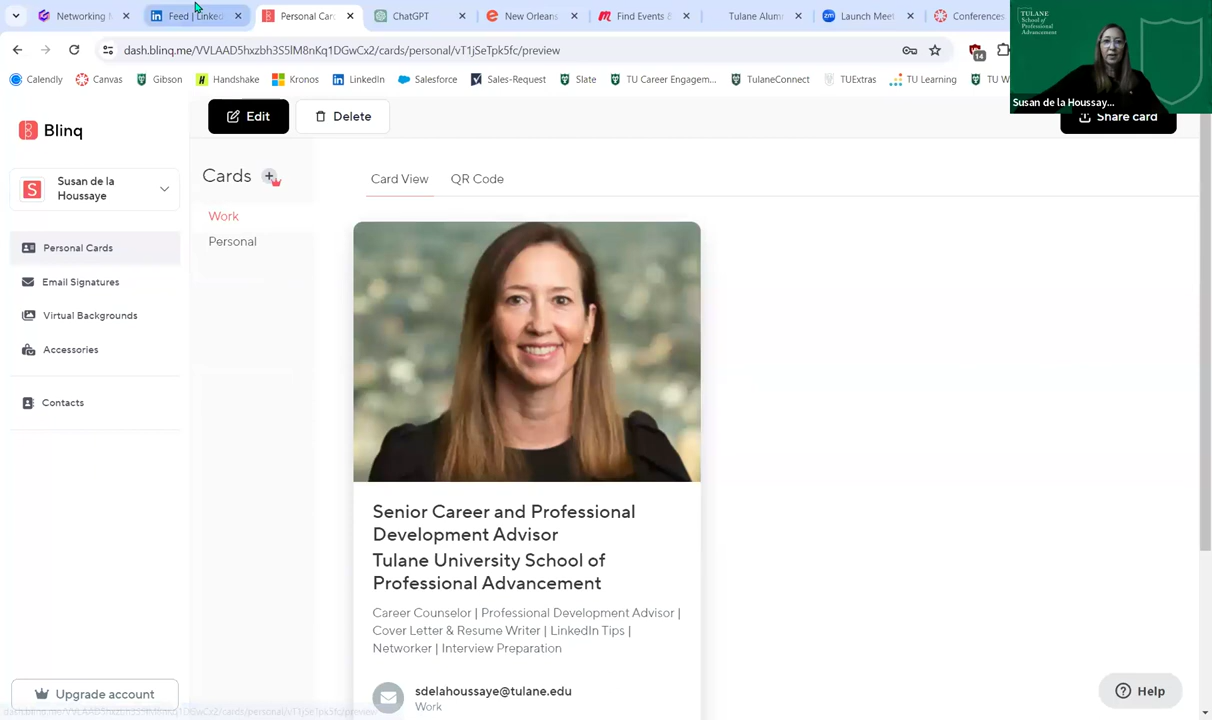 Networking N
Feed | Linked
Personal Car
ChatGPT
New Orleans
Find Events &
Tulane Alum
Launch Meet
Conferences
dash.blinq.me/VVLAAD5hxzbh3S5lM8nKq1DGwCx2/cards/personal/vT1jSeTpk5fc/preview
14
Calendly
Canvas
Gibson
Handshake
Kronos
LinkedIn
Salesforce
Sales-Request
Slate
TU Career Engagem...
TulaneConnect
TUExtras
TU Learning
TU W
TULANE
School of
Professional
Advancement
Susan de la Houssay...
Blinq
Edit
Delete
Share card
S
Susan de la
Houssaye
Cards
Card View
QR Code
Work
Personal
Personal Cards
Email Signatures
Virtual Backgrounds
Accessories
Contacts
Senior Career and Professional
Development Advisor
Tulane University School of
Professional Advancement
Career Counselor | Professional Development Advisor |
Cover Letter & Resume Writer | LinkedIn Tips |
Networker | Interview Preparation
sdelahoussaye@tulane.edu
Work
Upgrade account
Help